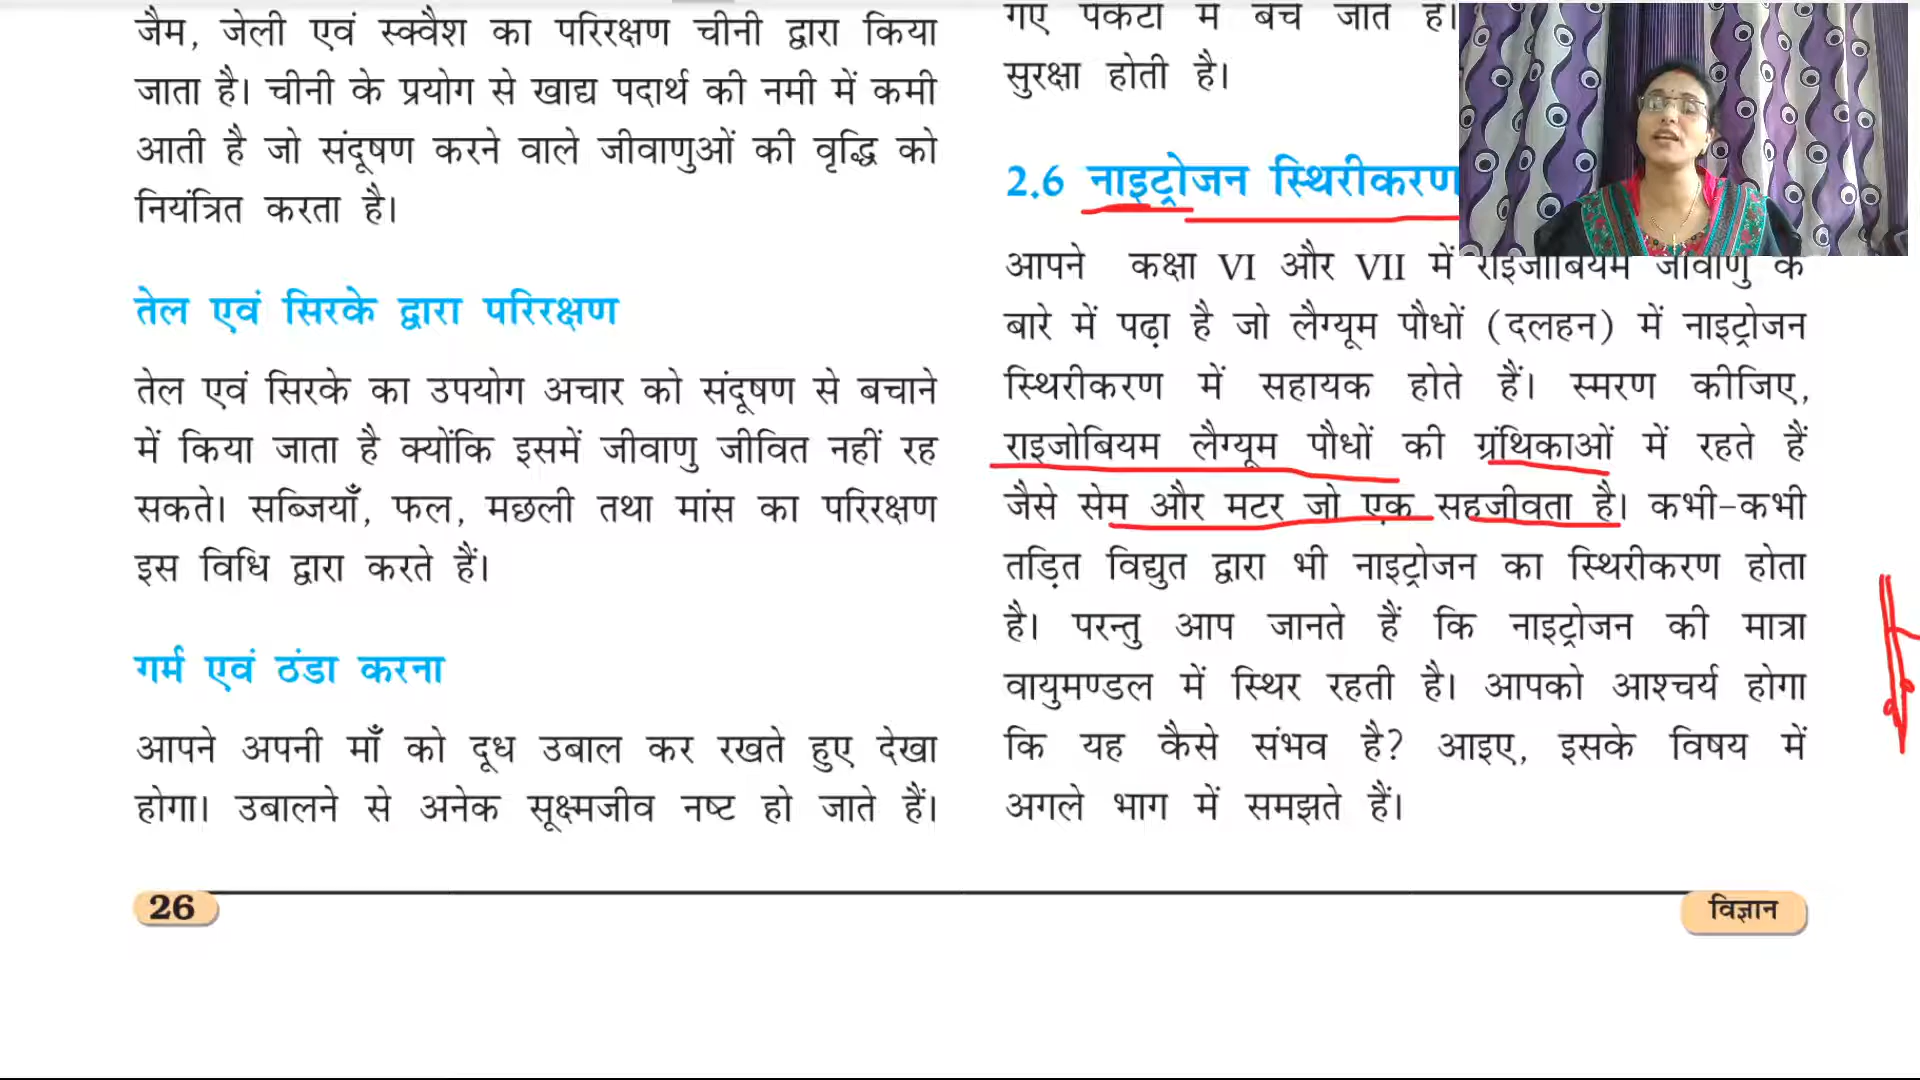 जैम, जेली एवं स्क्वैश का परिरक्षण चीनी द्वारा किया
जाता है। चीनी के प्रयोग से खाद्य पदार्थ की नमी में कमी
आती है जो संदूषण करने वाले जीवाणुओं की वृद्धि को
नियंत्रित करता है।
तेल एवं सिरके द्वारा परिरक्षण
तेल एवं सिरके का उपयोग अचार को संदूषण से बचाने
में किया जाता है क्योंकि इसमें जीवाणु जीवित नहीं रह
सकते। सब्जियाँ, फल, मछली तथा मांस का परिरक्षण
इस विधि द्वारा करते हैं।
गर्म एवं ठंडा करना
आपने अपनी माँ को दूध उबाल कर रखते हुए देखा
होगा। उबालने से अनेक सूक्ष्मजीव नष्ट हो जाते हैं।
सुरक्षा होती है।
2.6 नाइट्रोजन स्थिरीकरण
आपने कक्षा VI और VII में राइजोबियम जीवाणु के
बारे में पढ़ा है जो लैग्यूम पौधों (दलहन) में नाइट्रोजन
स्थिरीकरण में सहायक होते हैं। स्मरण कीजिए,
राइजोबियम लैग्यूम पौधों की ग्रंथिकाओं में रहते हैं
जैसे सेम और मटर जो एक सहजीवता है। कभी-कभी
तड़ित विद्युत द्वारा भी नाइट्रोजन का स्थिरीकरण होता
है। परन्तु आप जानते हैं कि नाइट्रोजन की मात्रा
वायुमण्डल में स्थिर रहती है। आपको आश्चर्य होगा
कि यह कैसे संभव है? आइए, इसके विषय में
अगले भाग में समझते हैं।
26
विज्ञान